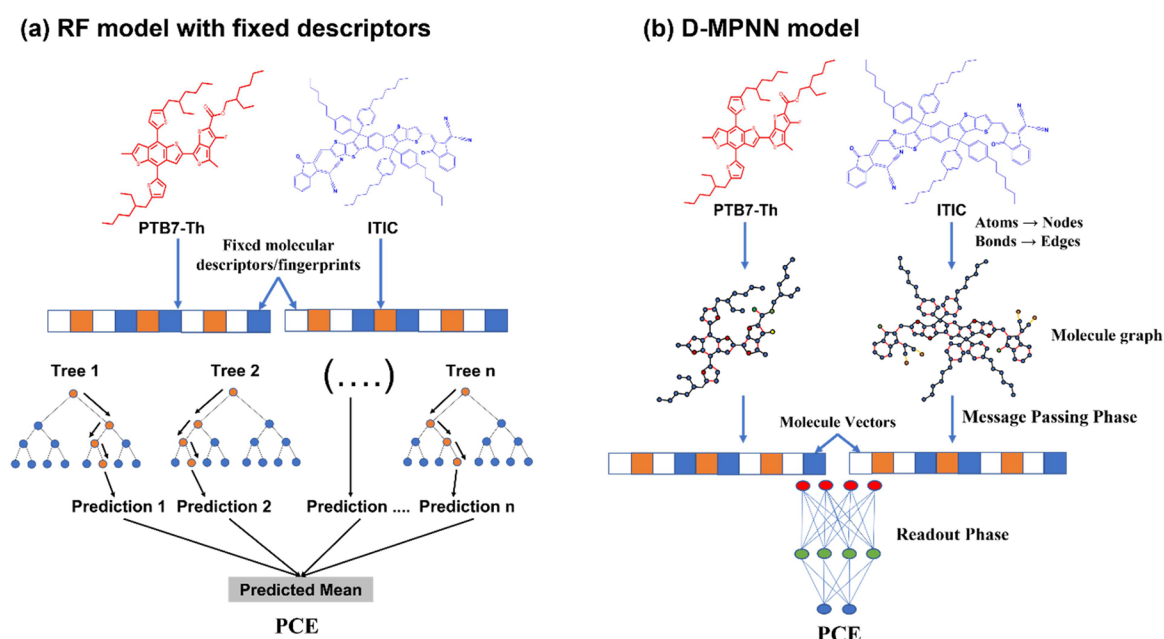 (a) RF model with fixed descriptors
PTB7-Th
ITIC
Fixed molecular
descriptors/fingerprints
Tree 1
Tree 2
(....)
Tree n
Prediction 1
Prediction 2
Prediction ....
Prediction n
Predicted Mean
PCE
(b) D-MPNN model
PTB7-Th
ITIC
Atoms → Nodes
Bonds → Edges
Molecule graph
Message Passing Phase
Molecule Vectors
Readout Phase
PCE